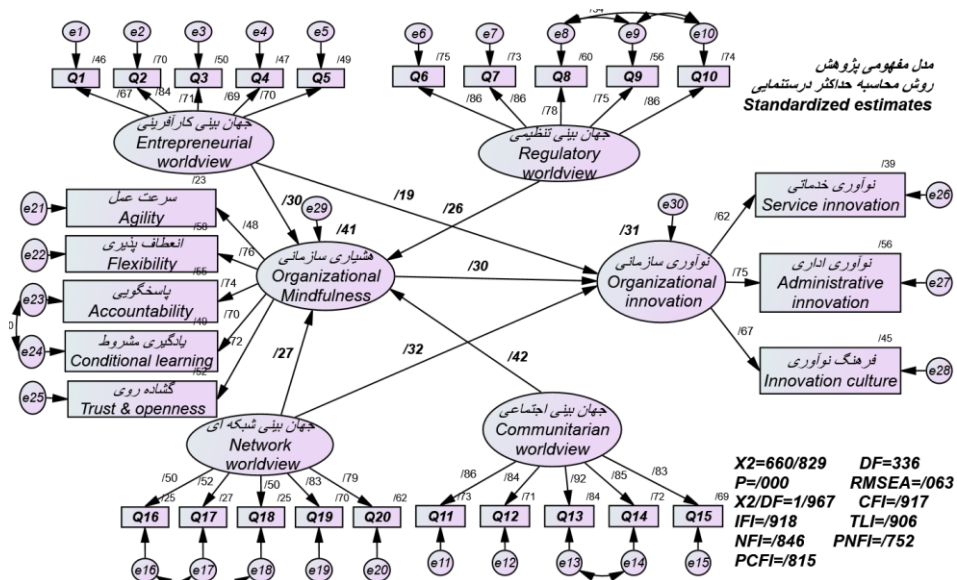 e1 e2 e3 e4 e5 e6 e7 e8 e9 e10
/46 /70 /50 /47 /49 /75 /73 /60 /56 /74
Q1 Q2 Q3 Q4 Q5 Q6 Q7 Q8 Q9 Q10
/67 /84 /71 /69 /70 /86 /86 /78 /75 /86
مدل مفهومی پژوهش
روش محاسبه حداکثر درستنمایی
Standardized estimates
جهان بینی کارآفرینی
Entrepreneurial
worldview
جهان بینی تنظیمی
Regulatory
worldview
/30 /19 /26
e21
/23
سرعت عمل
Agility
/48
e22
/58
انعطاف پذیری
Flexibility
/76
e23
/55
پاسخگویی
Accountability
/74
e24
/49
یادگیری مشروط
Conditional learning
/70
e25
/52
گشاده روی
Trust & openness
/72
e29
/41
هشیاری سازمانی
Organizational
Mindfulness
/30
e30
/31
نوآوری سازمانی
Organizational
innovation
/62
/39
نوآوری خدماتی
Service innovation
e26
/75
/56
نوآوری اداری
Administrative
innovation
e27
/67
/45
فرهنگ نوآوری
Innovation culture
e28
/27 /32 /42
جهان بینی شبکه ای
Network
worldview
جهان بینی اجتماعی
Communitarian
worldview
/50 /52 /50 /83 /79 /86 /84 /92 /85 /83
/25 /27 /25 /70 /62 /73 /71 /84 /72 /69
Q16 Q17 Q18 Q19 Q20 Q11 Q12 Q13 Q14 Q15
e16 e17 e18 e19 e20 e11 e12 e13 e14 e15
X2=660/829 DF=336
P=/000 RMSEA=/063
X2/DF=1/967 CFI=/917
IFI=/918 TLI=/906
NFI=/846 PNFI=/752
PCFI=/815